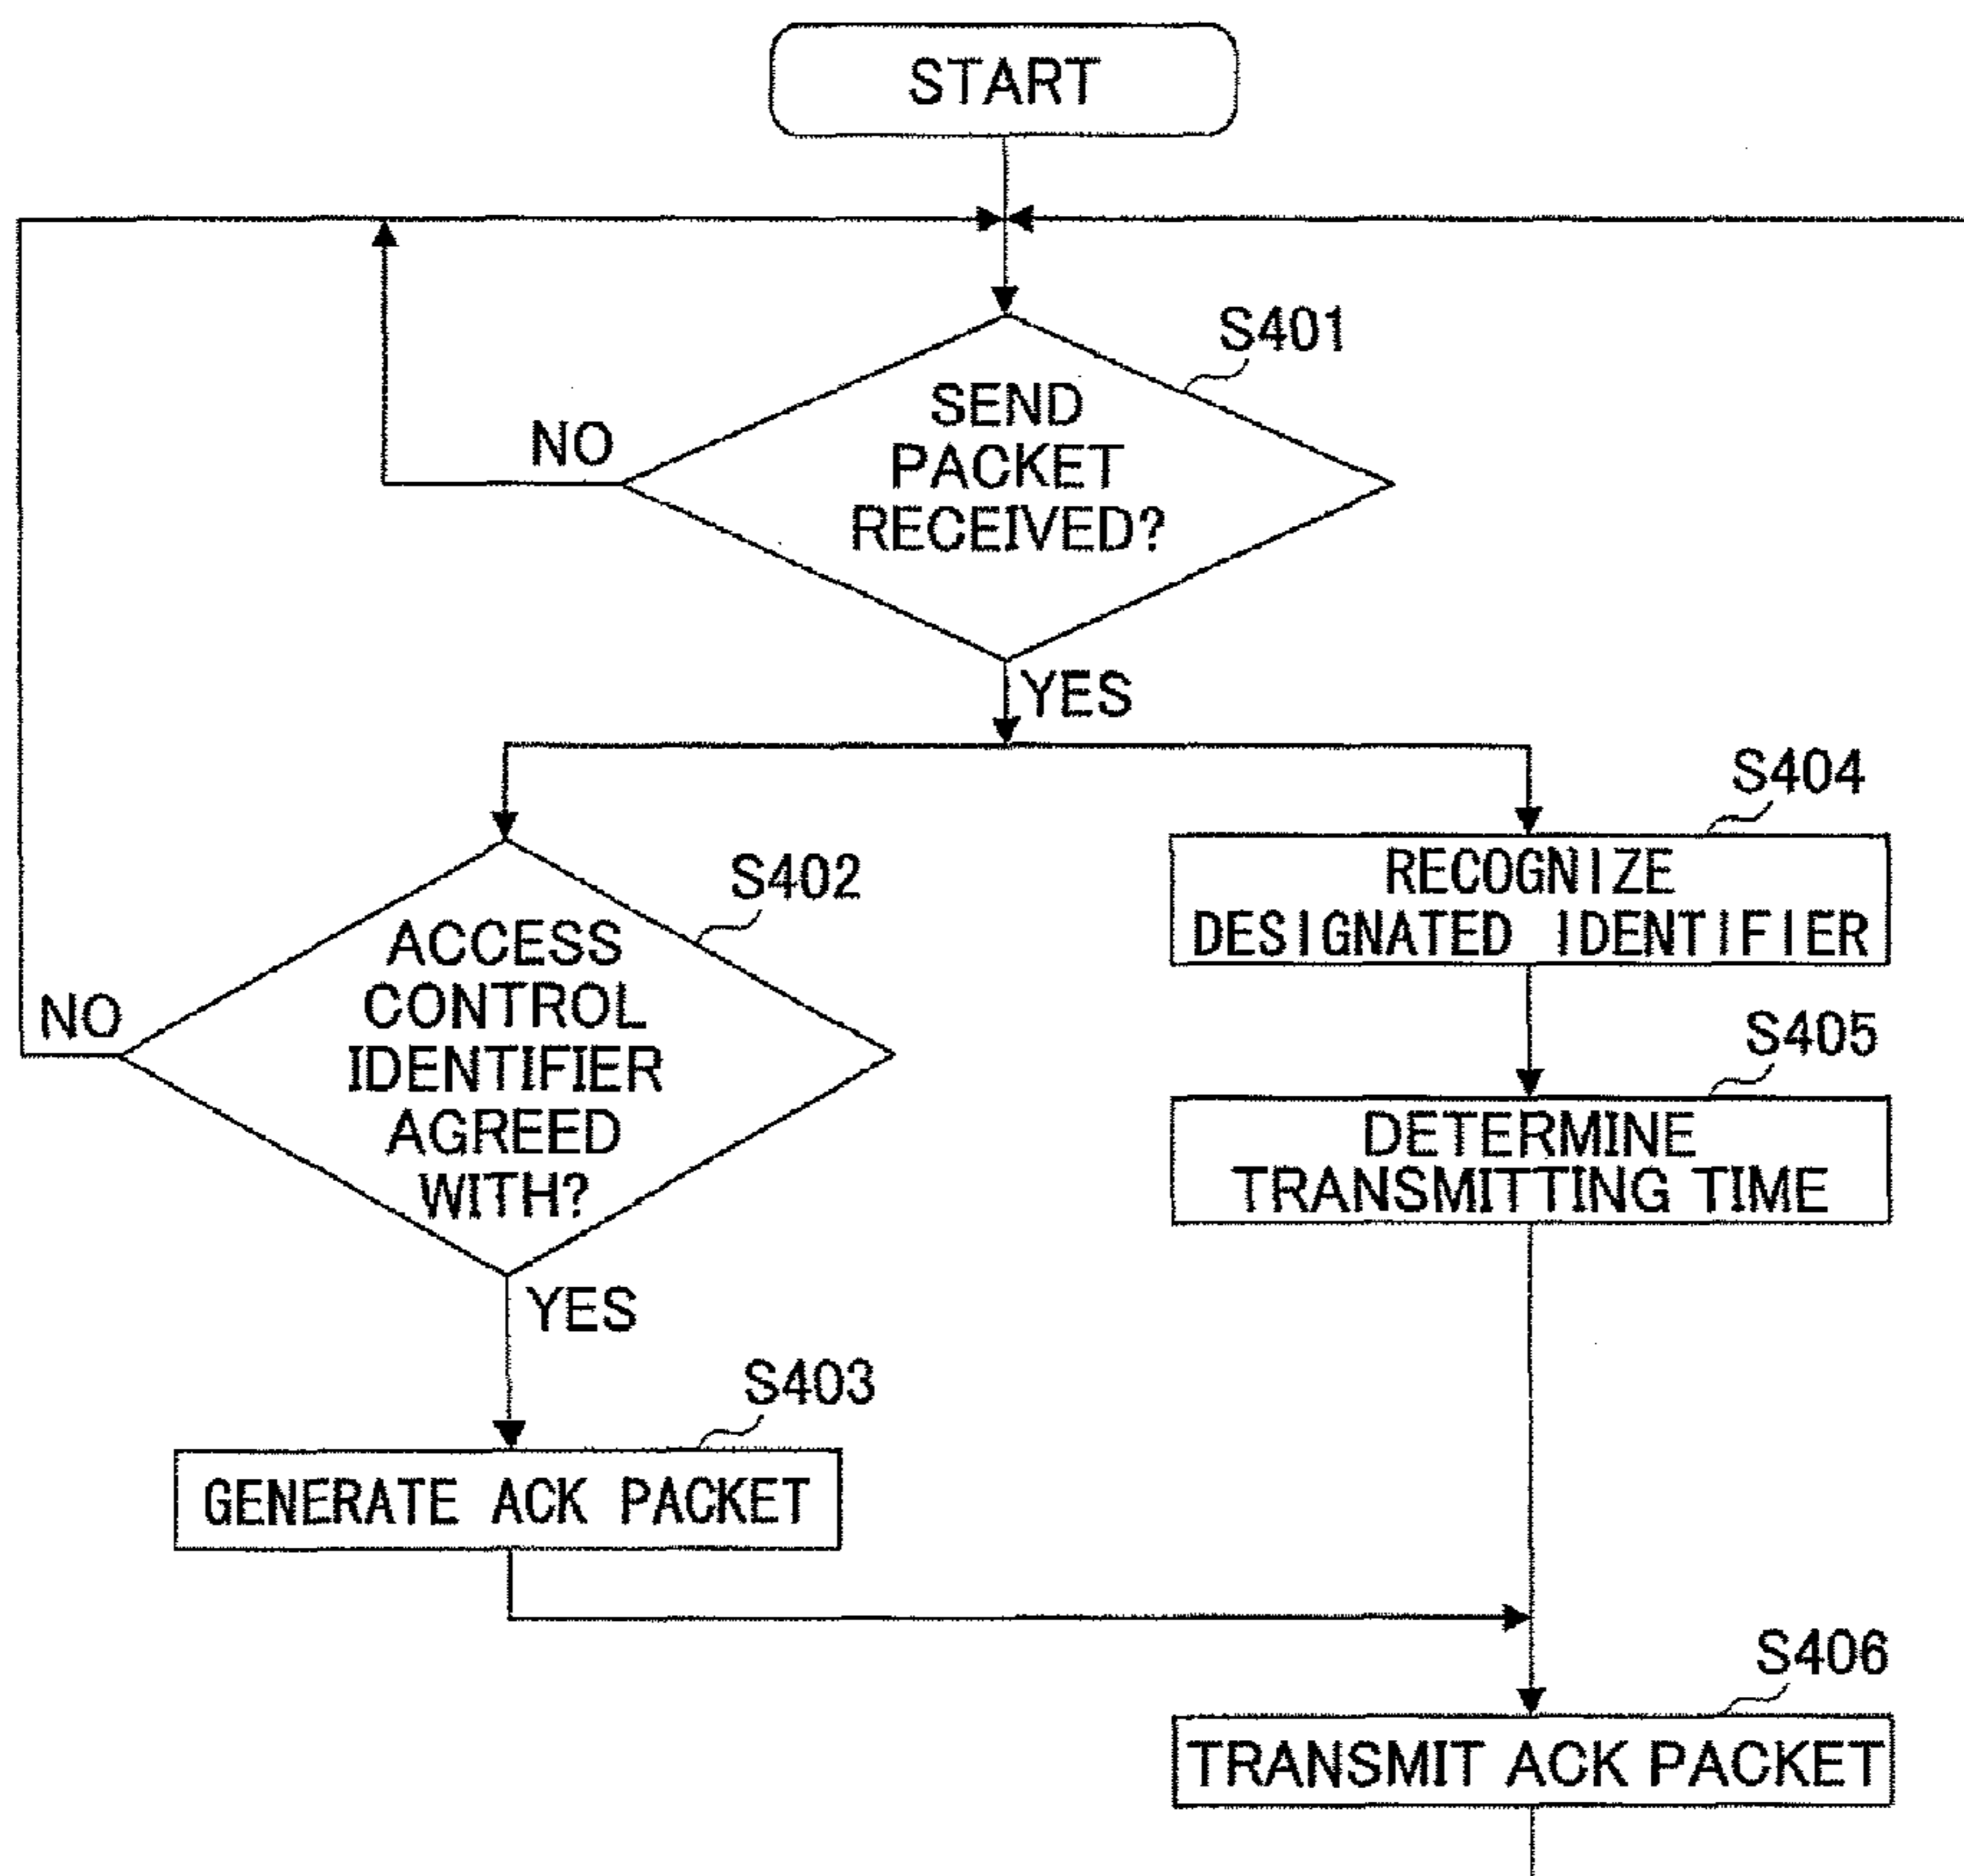 START
S401
SEND
PACKET
RECEIVED?
NO
YES
S402
ACCESS
CONTROL
IDENTIFIER
AGREED
WITH?
NO
YES
S403
GENERATE ACK PACKET
S404
RECOGNIZE
DESIGNATED IDENTIFIER
S405
DETERMINE
TRANSMITTING TIME
S406
TRANSMIT ACK PACKET